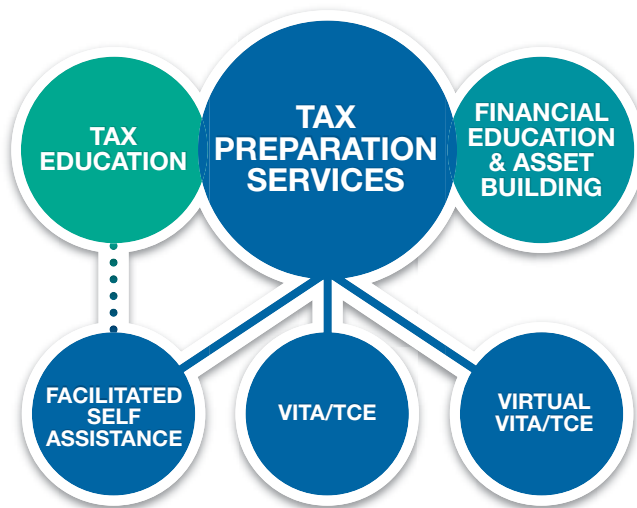 TAX
EDUCATION
TAX
PREPARATION
SERVICES
FINANCIAL
EDUCATION
& ASSET
BUILDING
FACILITATED
SELF
ASSISTANCE
VITA/TCE
VIRTUAL
VITA/TCE